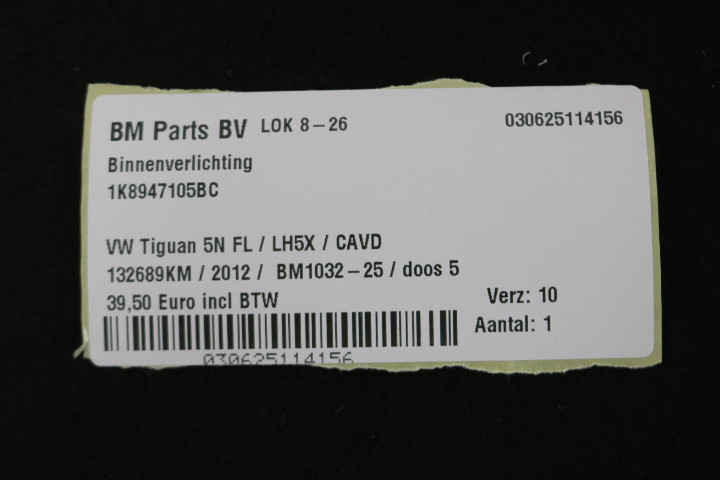 BM Parts BV LOK 8-26 030625114156
Binnenverlichting
1K8947105BC
VW Tiguan 5N FL / LH5X / CAVD
132689KM / 2012 / BM1032-25 / doos 5
39,50 Euro incl BTW Verz: 10
Aantal: 1
030625114156